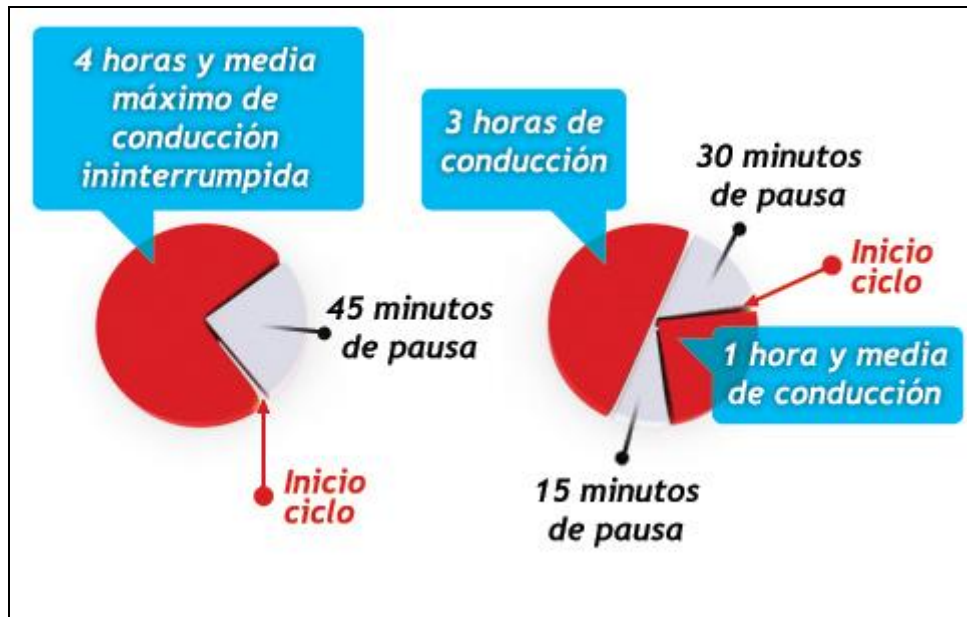 4 horas y media
máximo de
conducción
ininterrumpida
45 minutos
de pausa
Inicio
ciclo
3 horas de
conducción
30 minutos
de pausa
Inicio
ciclo
1 hora y media
de conducción
15 minutos
de pausa